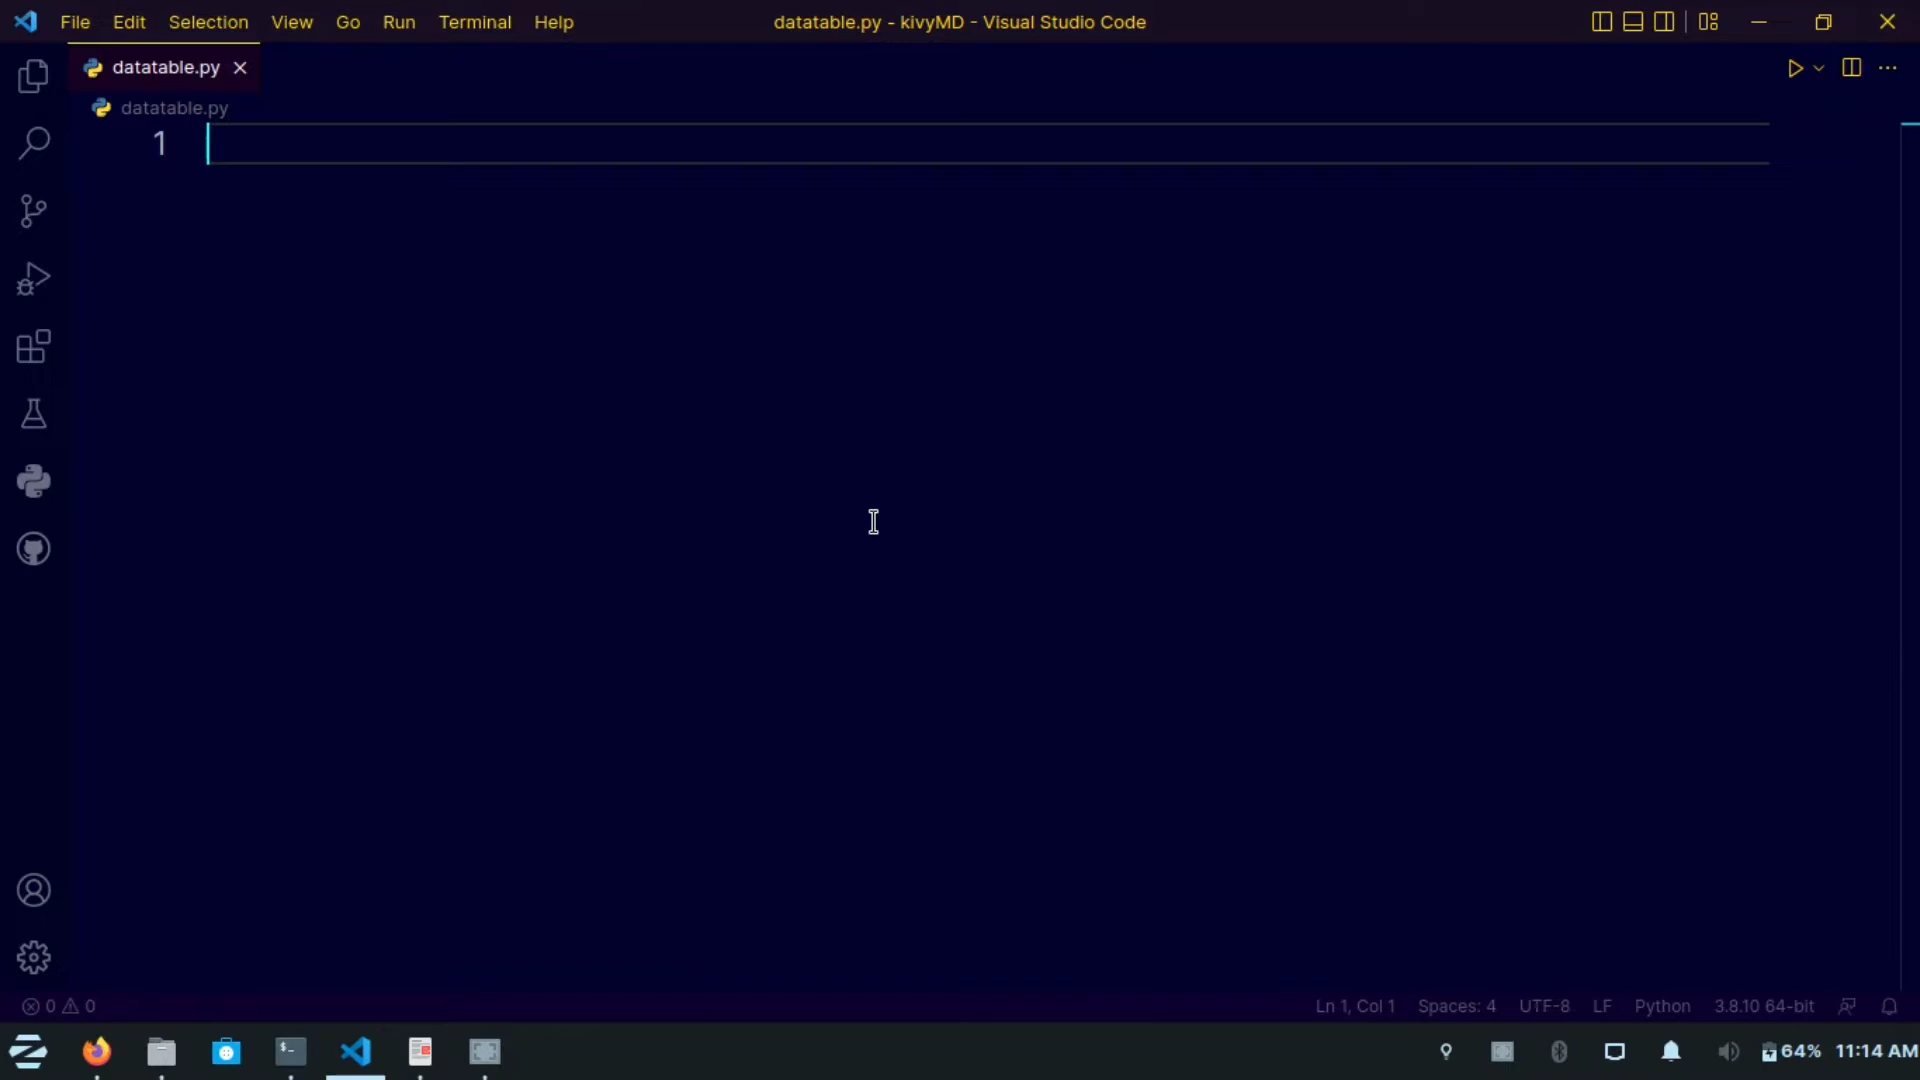 File Edit Selection View Go Run Terminal Help datatable.py - kivyMD - Visual Studio Code
datatable.py
datatable.py
1
0 0 Ln 1, Col 1 Spaces: 4 UTF-8 LF Python 3.8.10 64-bit
64% 11:14 AM